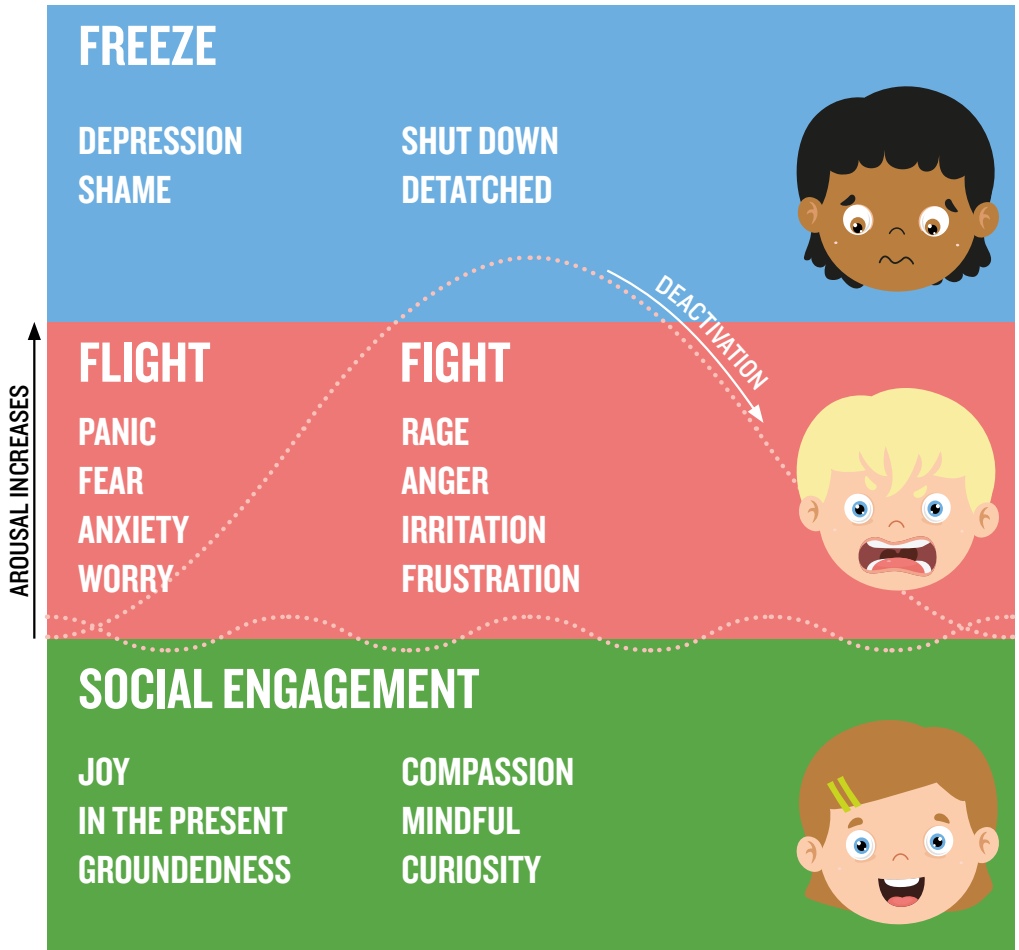 FREEZE
DEPRESSION
SHAME
SHUT DOWN
DETATCHED
DEACTIVATION
AROUSAL INCREASES
FLIGHT
PANIC
FEAR
ANXIETY
WORRY
FIGHT
RAGE
ANGER
IRRITATION
FRUSTRATION
SOCIAL ENGAGEMENT
JOY
IN THE PRESENT
GROUNDEDNESS
COMPASSION
MINDFUL
CURIOSITY